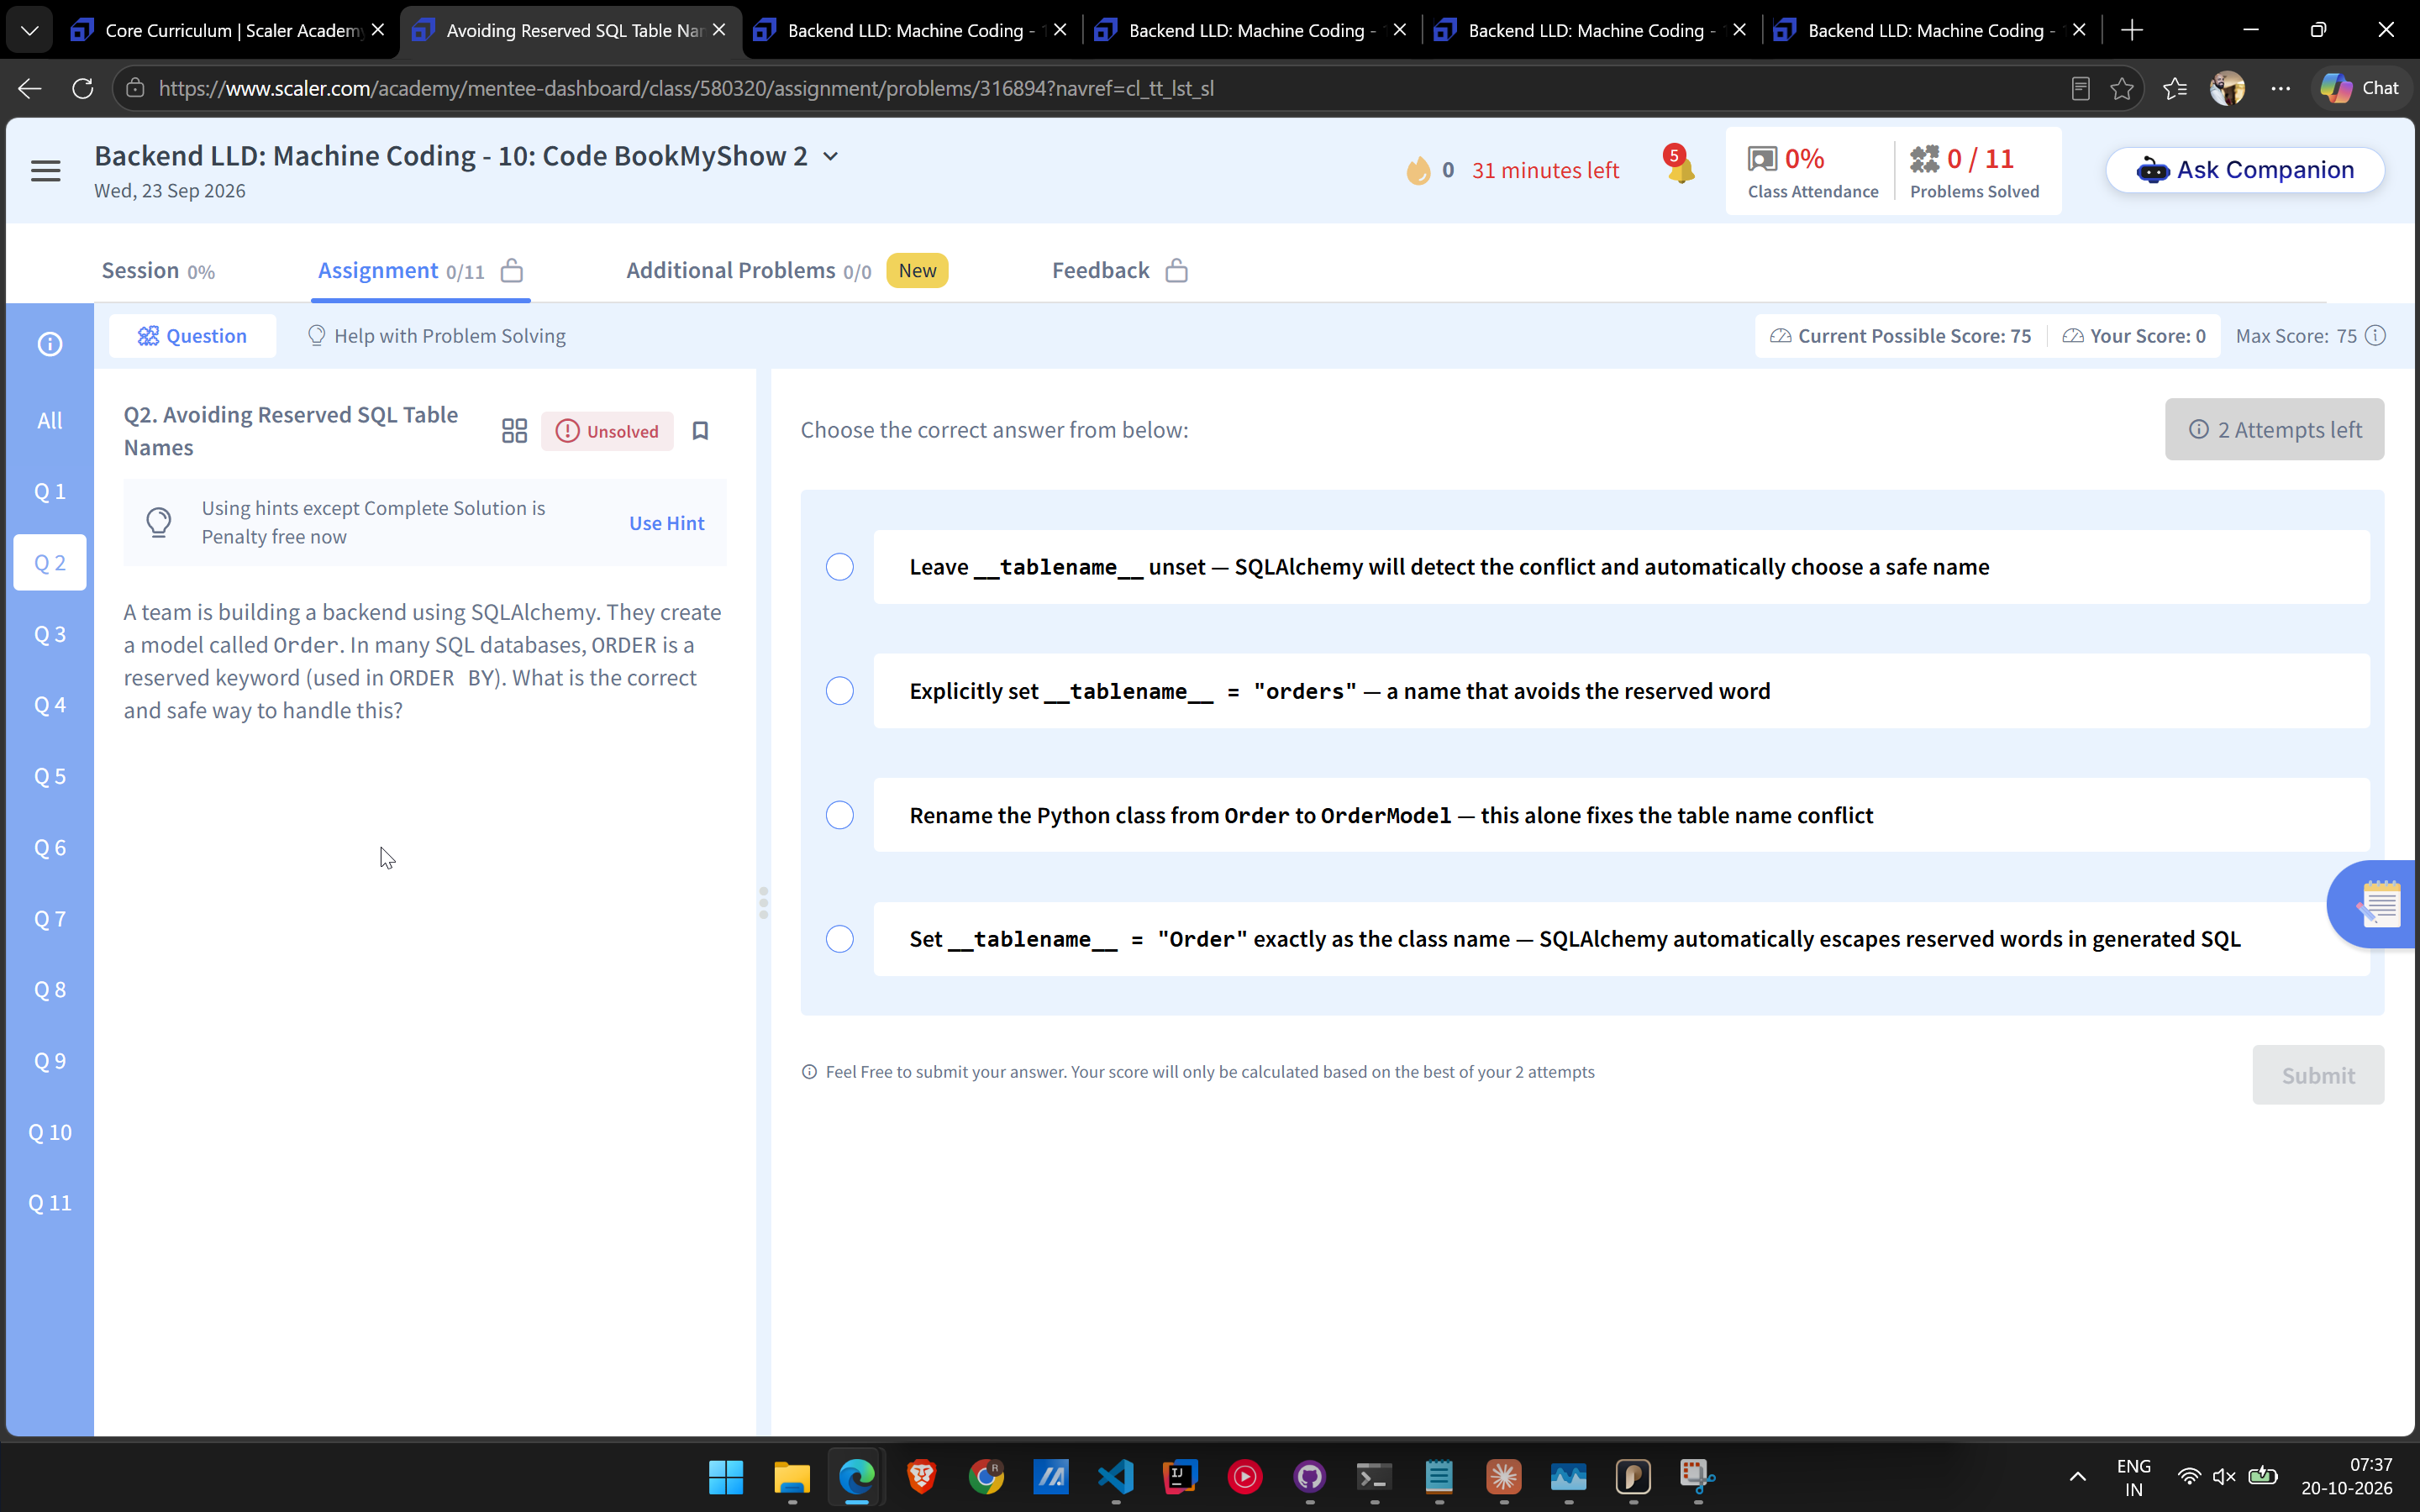 Core Curriculum | Scaler Academy
Avoiding Reserved SQL Table Nam
Backend LLD: Machine Coding - 1
Backend LLD: Machine Coding -
Backend LLD: Machine Coding -
Backend LLD: Machine Coding -
https://www.scaler.com/academy/mentee-dashboard/class/580320/assignment/problems/316894?navref=cl_tt_lst_sl
Chat
Backend LLD: Machine Coding - 10: Code BookMyShow 2
Wed, 23 Sep 2026
0
31 minutes left
5
0%
Class Attendance
0 / 11
Problems Solved
Ask Companion
Session 0%
Assignment 0/11
Additional Problems 0/0 New
Feedback
Question
Help with Problem Solving
Current Possible Score: 75
Your Score: 0
Max Score: 75
All
Q 1
Q 2
Q 3
Q 4
Q 5
Q 6
Q 7
Q 8
Q 9
Q 10
Q 11
Q2. Avoiding Reserved SQL Table
Names
Unsolved
Using hints except Complete Solution is
Penalty free now
Use Hint
A team is building a backend using SQLAlchemy. They create
a model called Order. In many SQL databases, ORDER is a
reserved keyword (used in ORDER BY). What is the correct
and safe way to handle this?
Choose the correct answer from below:
2 Attempts left
Leave __tablename__ unset — SQLAlchemy will detect the conflict and automatically choose a safe name
Explicitly set __tablename__ = "orders" — a name that avoids the reserved word
Rename the Python class from Order to OrderModel — this alone fixes the table name conflict
Set __tablename__ = "Order" exactly as the class name — SQLAlchemy automatically escapes reserved words in generated SQL
Feel Free to submit your answer. Your score will only be calculated based on the best of your 2 attempts
Submit
ENG
IN
07:37
20-10-2026